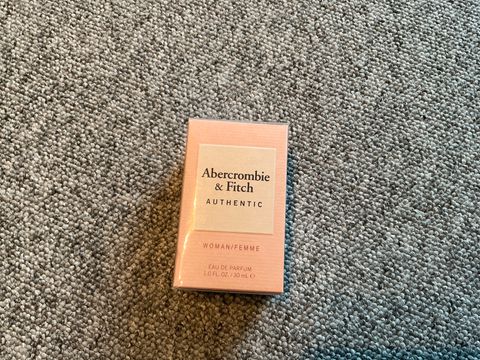 Abercrombie
& Fitch
AUTHENTIC
WOMAN/FEMME
EAU DE PARFUM
1.0 FL. OZ. / 30 mL ℮